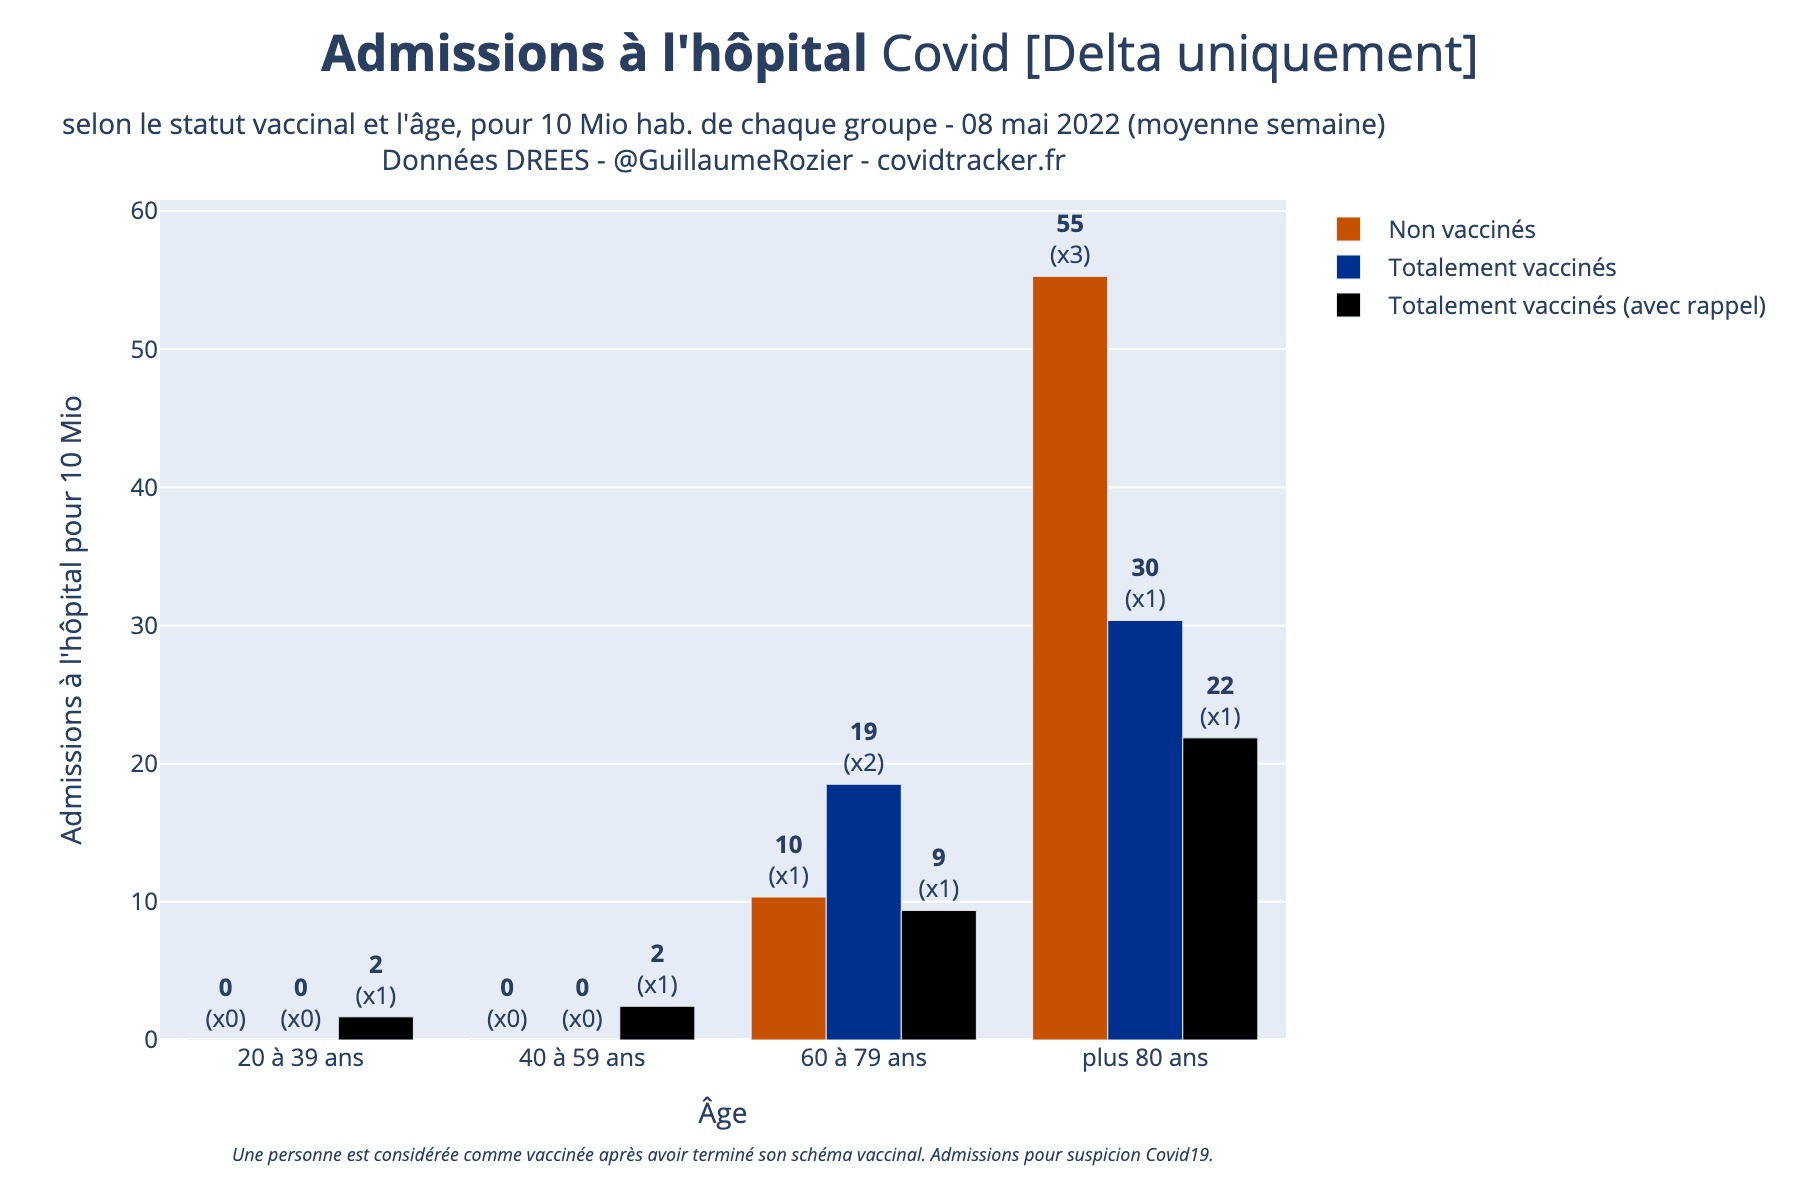 Admissions à l'hôpital Covid [Delta uniquement]
selon le statut vaccinal et l'âge, pour 10 Mio hab. de chaque groupe - 08 mai 2022 (moyenne semaine)
Données DREES - @GuillaumeRozier - covidtracker.fr
Non vaccinés
Totalement vaccinés
Totalement vaccinés (avec rappel)
Admissions à l'hôpital pour 10 Mio
60
50
40
30
20
10
0
0
(x0)
0
(x0)
2
(x1)
0
(x0)
0
(x0)
2
(x1)
10
(x1)
19
(x2)
9
(x1)
55
(x3)
30
(x1)
22
(x1)
20 à 39 ans
40 à 59 ans
60 à 79 ans
plus 80 ans
Âge
Une personne est considérée comme vaccinée après avoir terminé son schéma vaccinal. Admissions pour suspicion Covid19.